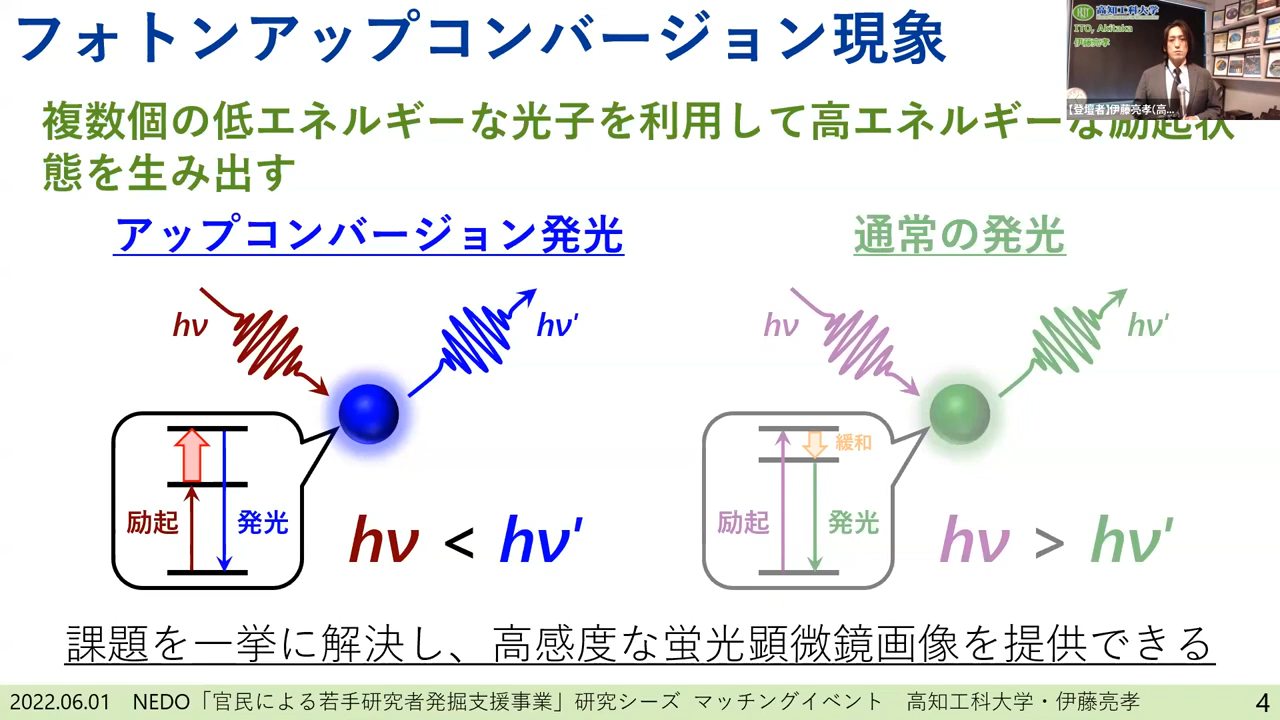 フォトンアップコンバージョン現象
高知工科大学
ITO, Akitaka
伊藤亮孝
【登壇者】伊藤亮孝(高...
複数個の低エネルギーな光子を利用して高エネルギーな励起状
態を生み出す
アップコンバージョン発光
通常の発光
hν
hν'
hν
hν'
緩和
励起
発光
励起
発光
hν < hν'
hν > hν'
課題を一挙に解決し、高感度な蛍光顕微鏡画像を提供できる
2022.06.01 NEDO「官民による若手研究者発掘支援事業」研究シーズ マッチングイベント 高知工科大学・伊藤亮孝
4